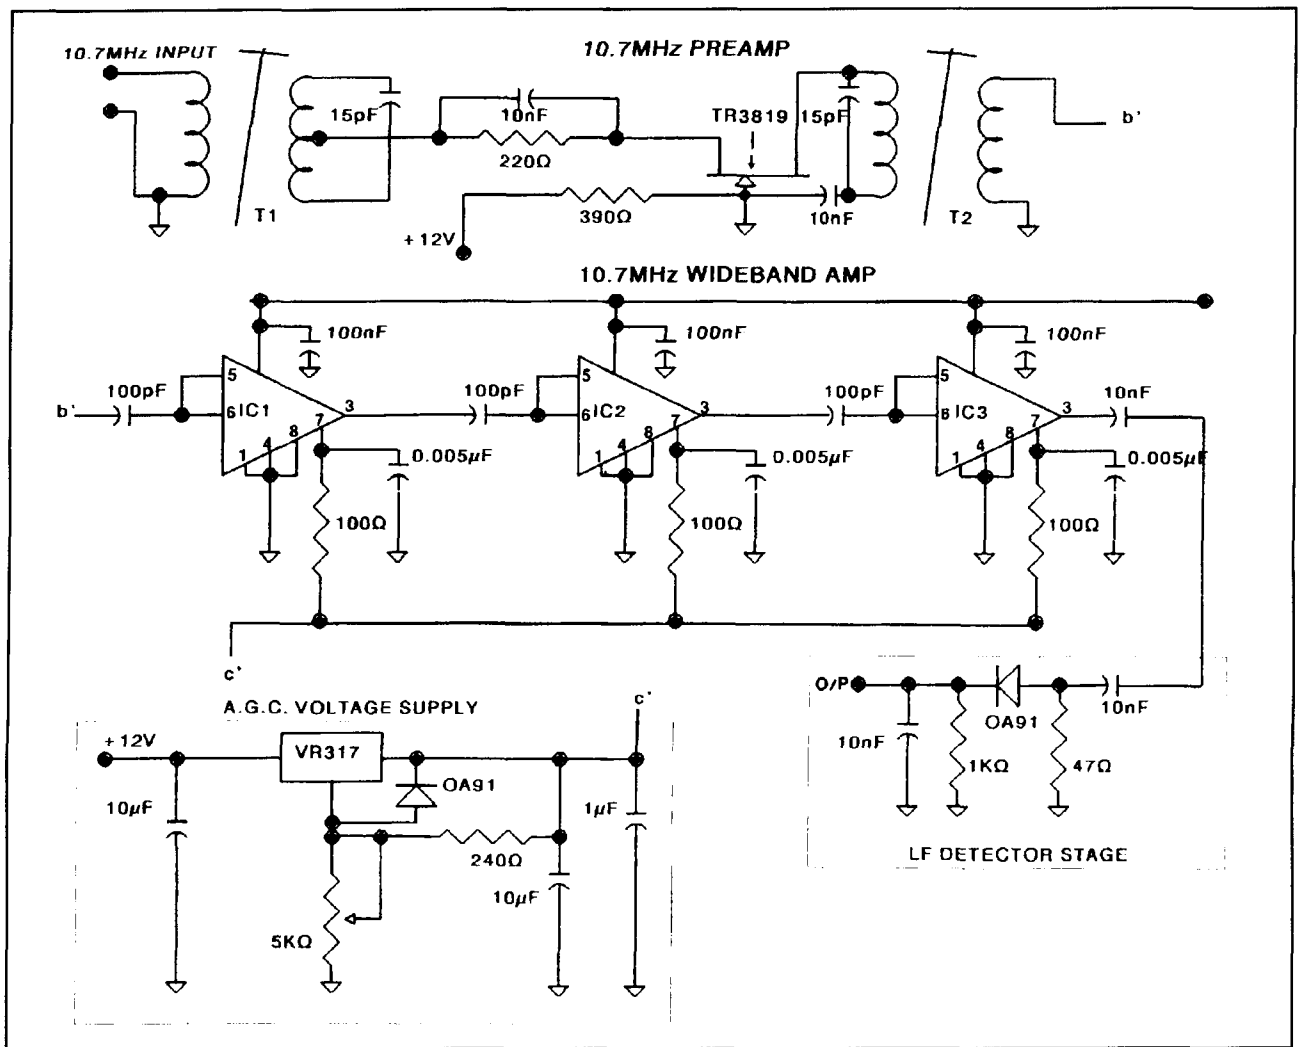 10.7MHz INPUT
10.7MHz PREAMP
15pF
10nF
TR3819
15pF
b'
220Ω
T1
390Ω
10nF
T2
+12V
10.7MHz WIDEBAND AMP
100nF
100nF
100nF
100pF
5
100pF
5
100pF
5
10nF
b'
6
IC1
3
6
IC2
3
6
IC3
3
7
7
7
8
8
8
4
4
4
1
1
1
0.005µF
0.005µF
0.005µF
100Ω
100Ω
100Ω
c'
O/P
A.G.C. VOLTAGE SUPPLY
c'
10nF
OA91
+12V
VR317
10nF
OA91
1KΩ
47Ω
10µF
1µF
240Ω
LF DETECTOR STAGE
10µF
5KΩ